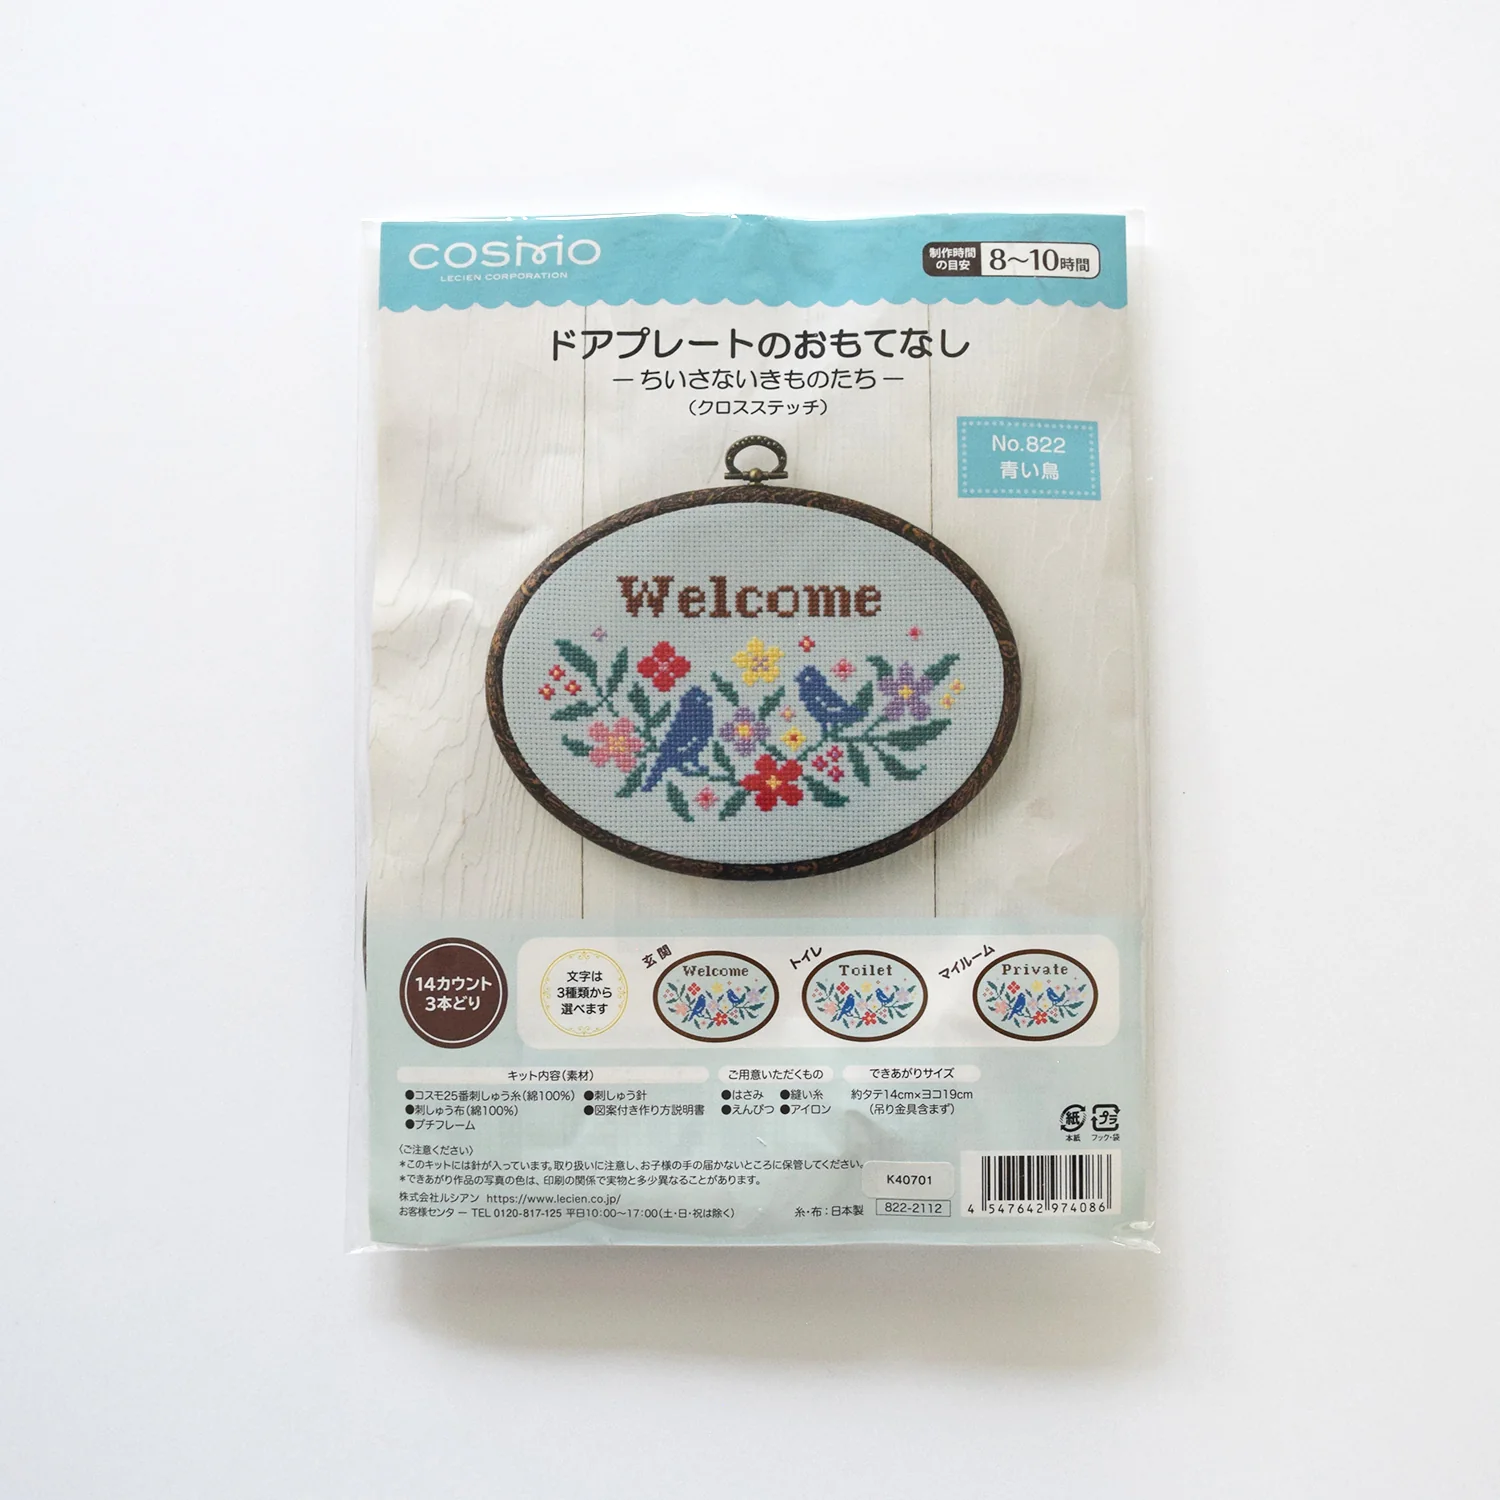 COSMO
LECIEN CORPORATION
制作時間
の目安
8〜10時間
ドアプレートのおもてなし
ーちいさないきものたちー
(クロスステッチ)
No.822
青い鳥
Welcome
14カウント
3本どり
文字は
3種類から
選べます
玄関
Welcome
トイレ
Toilet
マイルーム
Private
キット内容(素材)
●コスモ25番刺しゅう糸(綿100%) ●刺しゅう針
●刺しゅう布(綿100%) ●図案付き作り方説明書
●プチフレーム
ご用意いただくもの
●はさみ ●縫い糸
●えんぴつ ●アイロン
できあがりサイズ
約タテ14cm×ヨコ19cm
(吊り金具含まず)
紙
本紙
プラ
フック・袋
〈ご注意ください〉
*このキットには針が入っています。取り扱いに注意し、お子様の手の届かないところに保管してください。
*できあがり作品の写真の色は、印刷の関係で実物と多少異なることがあります。
株式会社ルシアン https://www.lecien.co.jp/
お客様センター TEL 0120-817-125 平日10:00〜17:00(土・日・祝は除く)
糸・布:日本製
K40701
822-2112
4 547642 974086